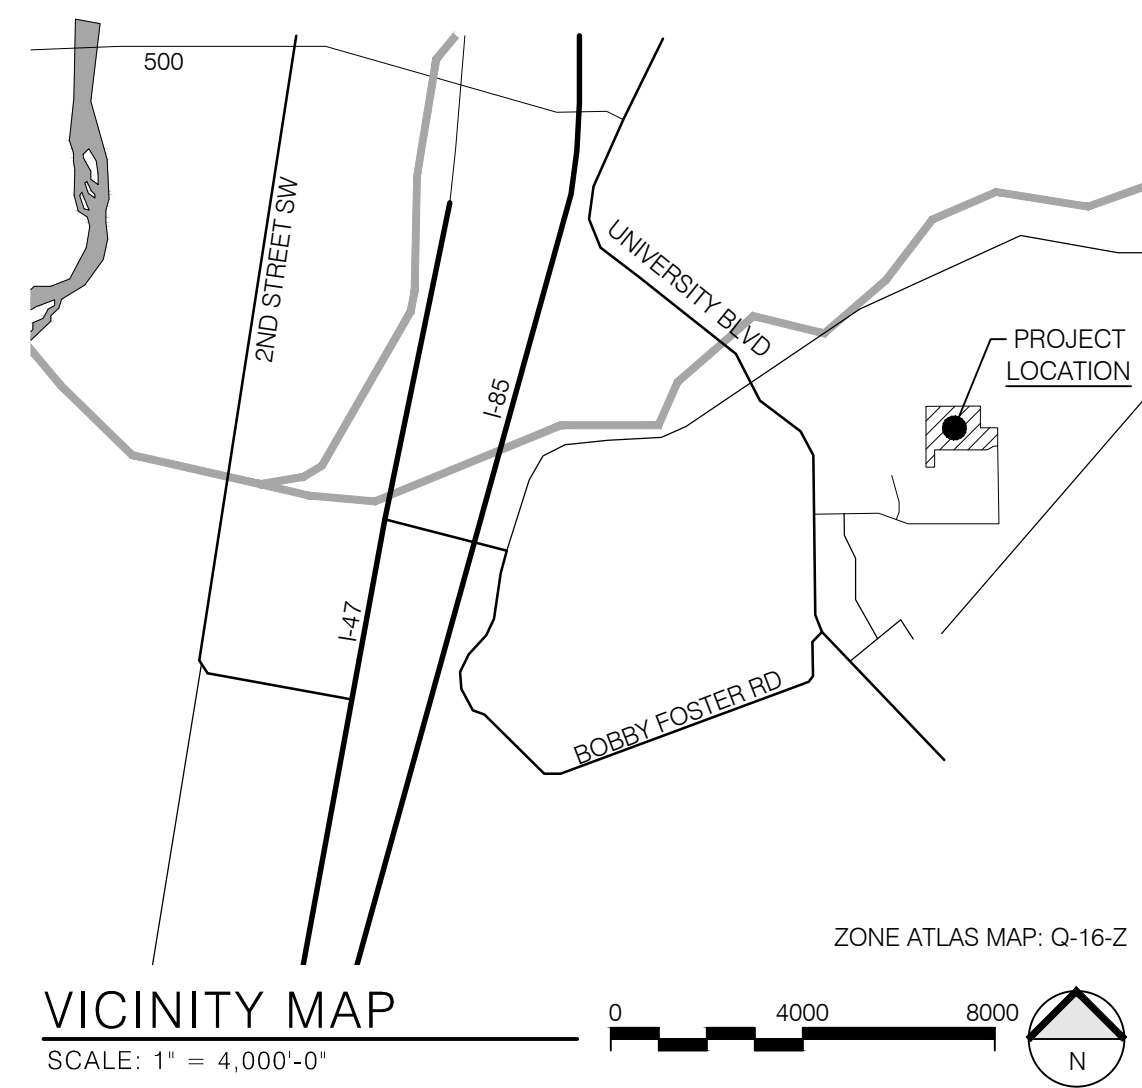 500
2ND STREET SW
UNIVERSITY BLVD
PROJECT
LOCATION
I-85
I-47
BOBBY FOSTER RD
ZONE ATLAS MAP: Q-16-Z
VICINITY MAP
SCALE: 1" = 4,000'-0"
0 4000 8000
N